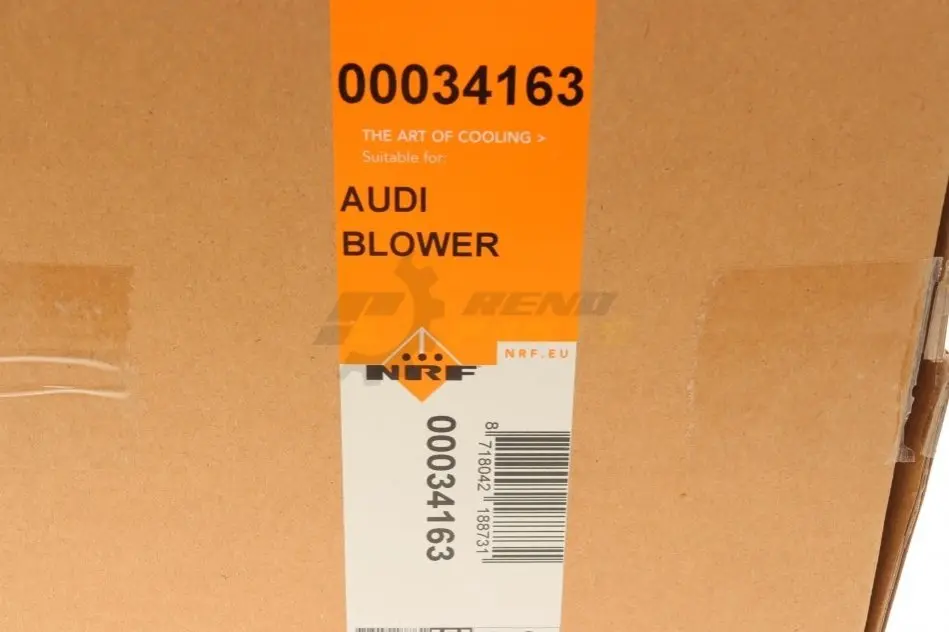 00034163
THE ART OF COOLING >
Suitable for:
AUDI
BLOWER
RENO
NRF.EU
NRF
00034163
8 718042 188731